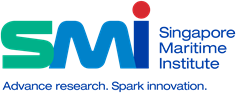 SMI
Singapore
Maritime
Institute
Advance research. Spark innovation.